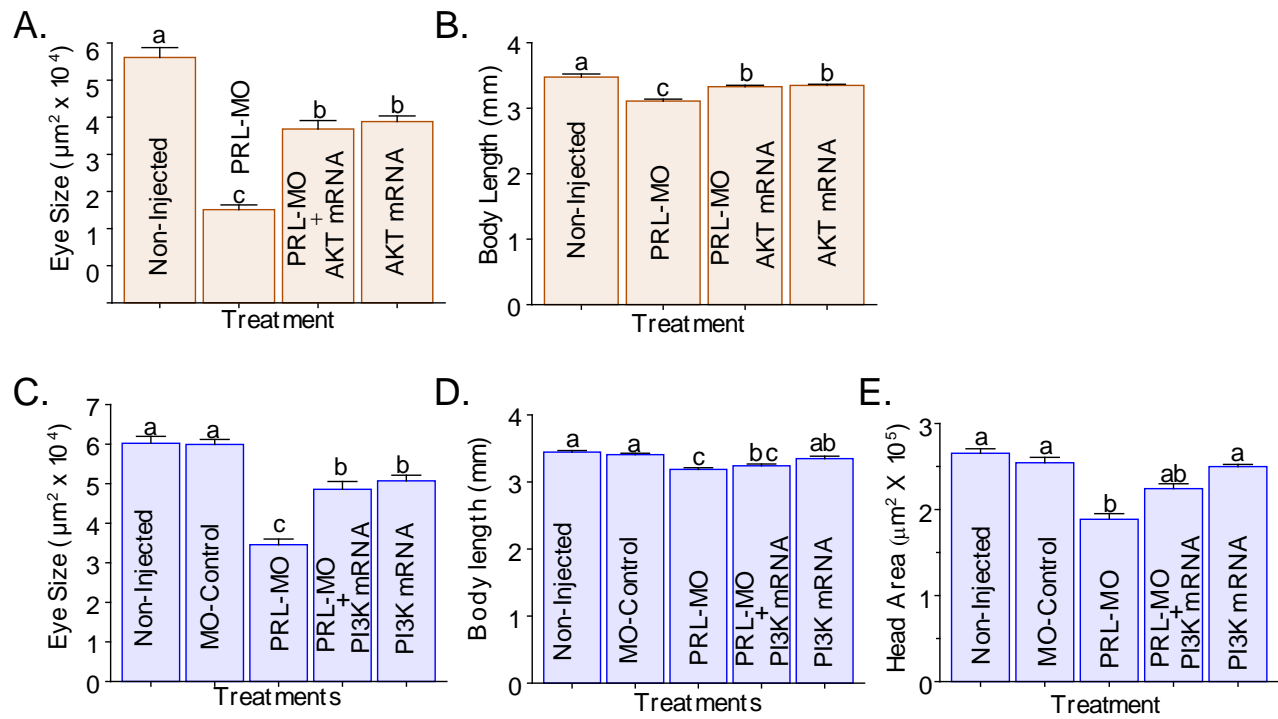 A.
Eye Size ( µm² x 10⁴)
6
5
4
3
2
1
0
a
c
b
b
Non-Injected
PRL-MO
PRL-MO
+
AKT mRNA
AKT mRNA
Treatment
B.
Body Length (mm)
4
3
2
1
0
a
c
b
b
Non-Injected
PRL-MO
PRL-MO
AKT mRNA
AKT mRNA
Treatment
C.
Eye Size ( µm² x 10⁴)
7
6
5
4
3
2
1
0
a
a
c
b
b
Non-Injected
MO-Control
PRL-MO
PRL-MO
+
PI3K mRNA
PI3K mRNA
Treatments
D.
Body length (mm)
4
3
2
1
0
a
a
c
bc
ab
Non-Injected
MO-Control
PRL-MO
PRL-MO
+
PI3K mRNA
PI3K mRNA
Treatments
E.
Head Area (µm² X 10⁵)
3
2
1
0
a
a
b
ab
a
Non-Injected
MO-Control
PRL-MO
PRL-MO
+
PI3K mRNA
PI3K mRNA
Treatment